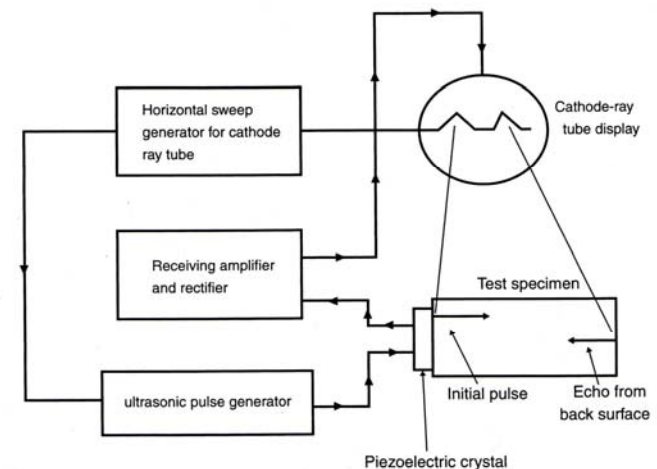 Horizontal sweep
generator for cathode
ray tube
Cathode-ray
tube display
Receiving amplifier
and rectifier
Test specimen
ultrasonic pulse generator
Initial pulse
Echo from
back surface
Piezoelectric crystal